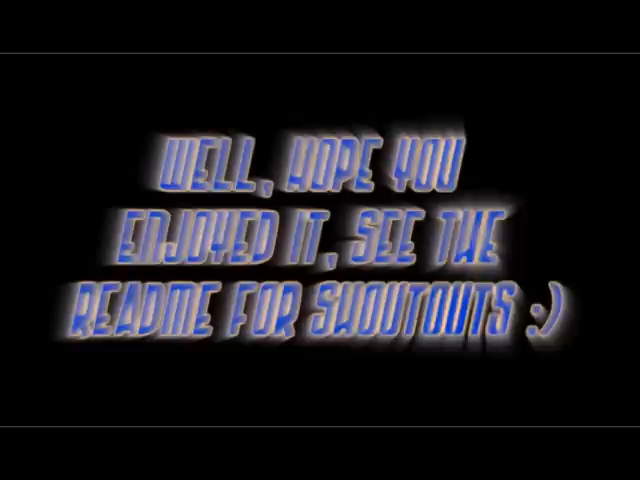 WELL, HOPE YOU
ENJOYED IT, SEE THE
README FOR SHOUTOUTS :)